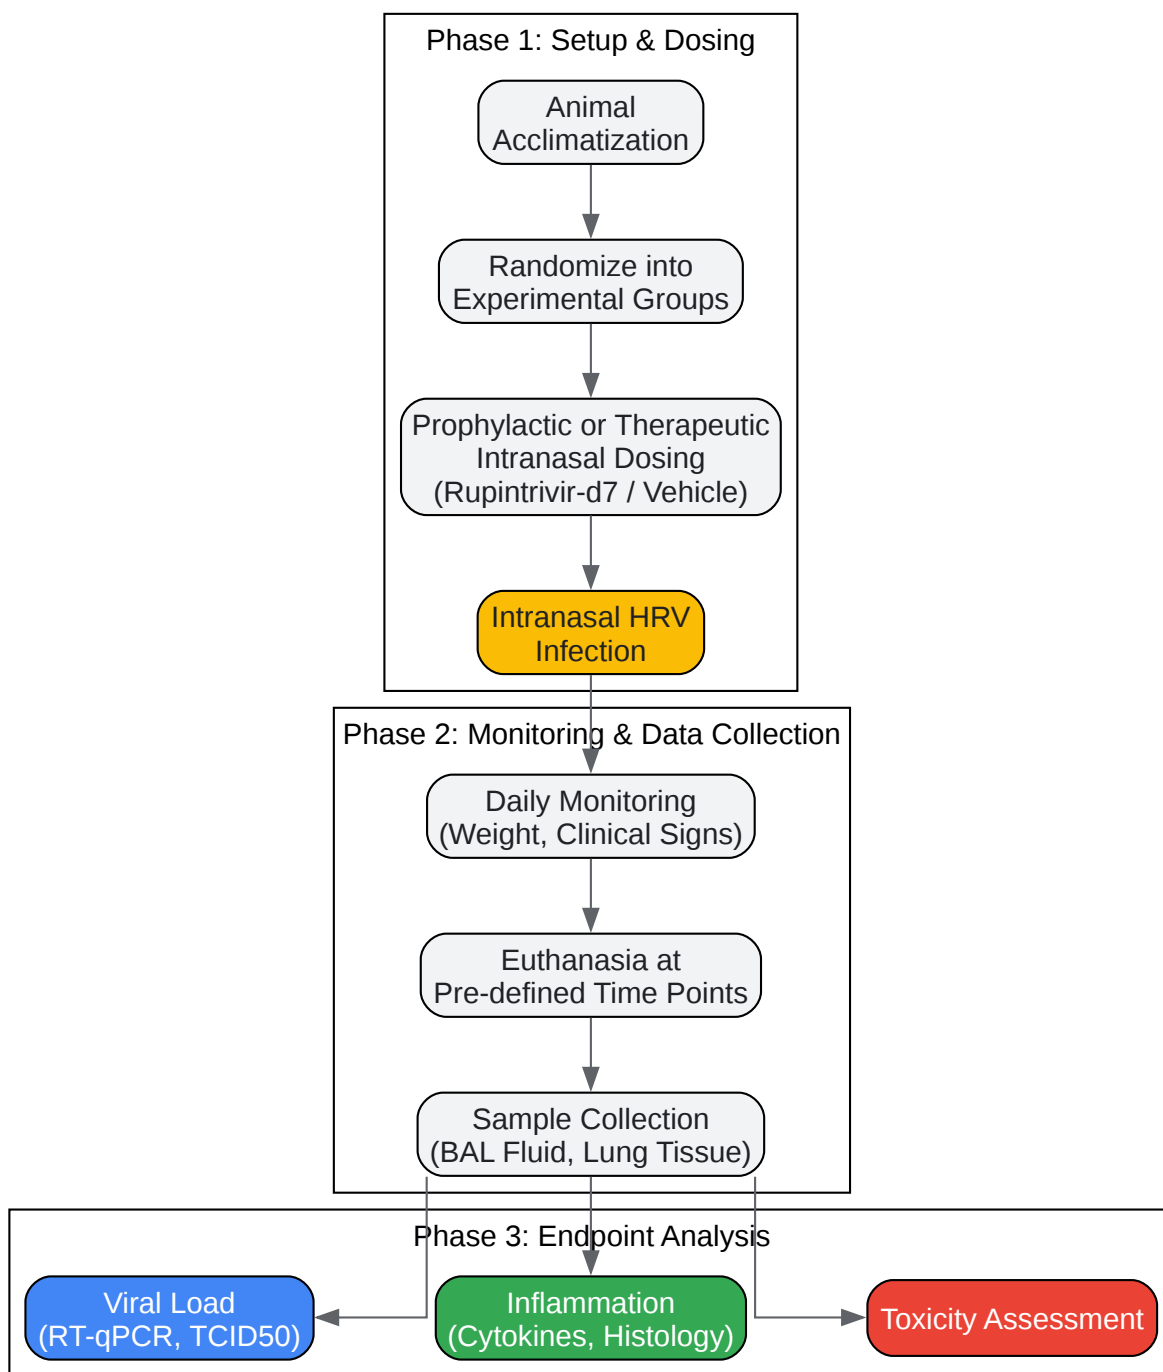 Phase 1: Setup & Dosing
Animal
Acclimatization
Randomize into
Experimental Groups
Prophylactic or Therapeutic
Intranasal Dosing
(Rupintrivir-d7 / Vehicle)
Intranasal HRV
Infection
Phase 2: Monitoring & Data Collection
Daily Monitoring
(Weight, Clinical Signs)
Euthanasia at
Pre-defined Time Points
Sample Collection
(BAL Fluid, Lung Tissue)
Phase 3: Endpoint Analysis
Viral Load
(RT-qPCR, TCID50)
Inflammation
(Cytokines, Histology)
Toxicity Assessment